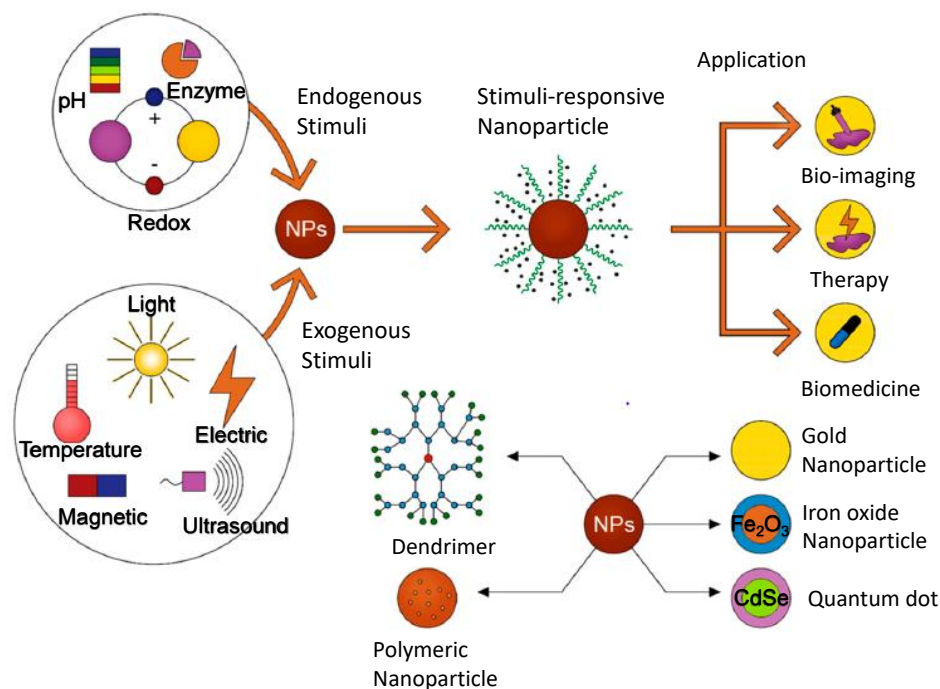 pH
Enzyme
+
-
Redox
Endogenous
Stimuli
NPs
Stimuli-responsive
Nanoparticle
Application
Bio-imaging
Therapy
Biomedicine
Exogenous
Stimuli
Light
Temperature
Electric
Magnetic
Ultrasound
Dendrimer
Polymeric
Nanoparticle
NPs
Gold
Nanoparticle
Fe₂O₃
Iron oxide
Nanoparticle
CdSe
Quantum dot